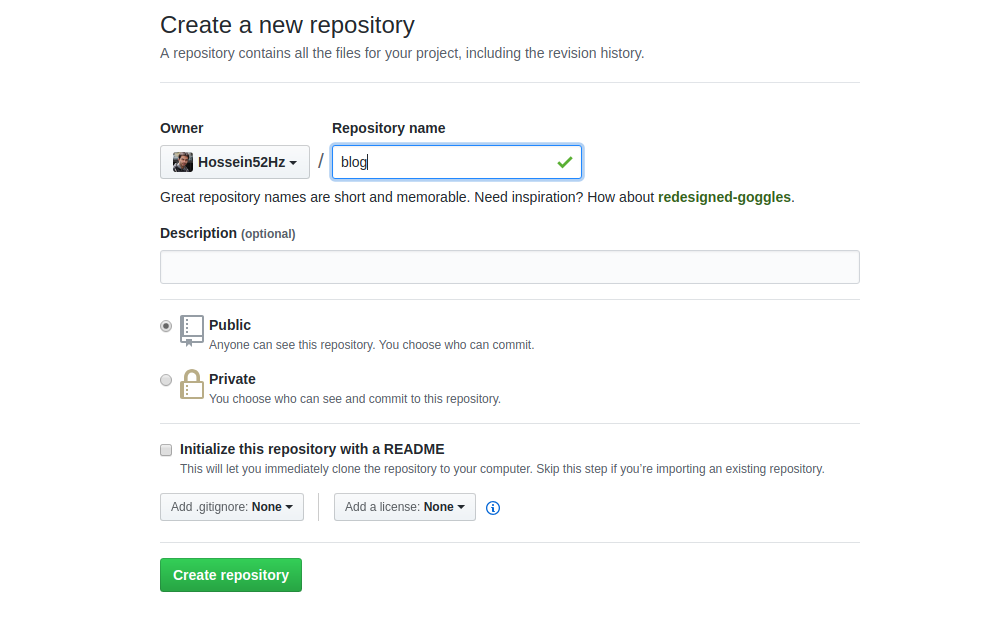 Create a new repository
A repository contains all the files for your project, including the revision history.
Owner Repository name
Hossein52Hz / blog
Great repository names are short and memorable. Need inspiration? How about redesigned-goggles.
Description (optional)
Public
Anyone can see this repository. You choose who can commit.
Private
You choose who can see and commit to this repository.
Initialize this repository with a README
This will let you immediately clone the repository to your computer. Skip this step if you’re importing an existing repository.
Add .gitignore: None Add a license: None
Create repository